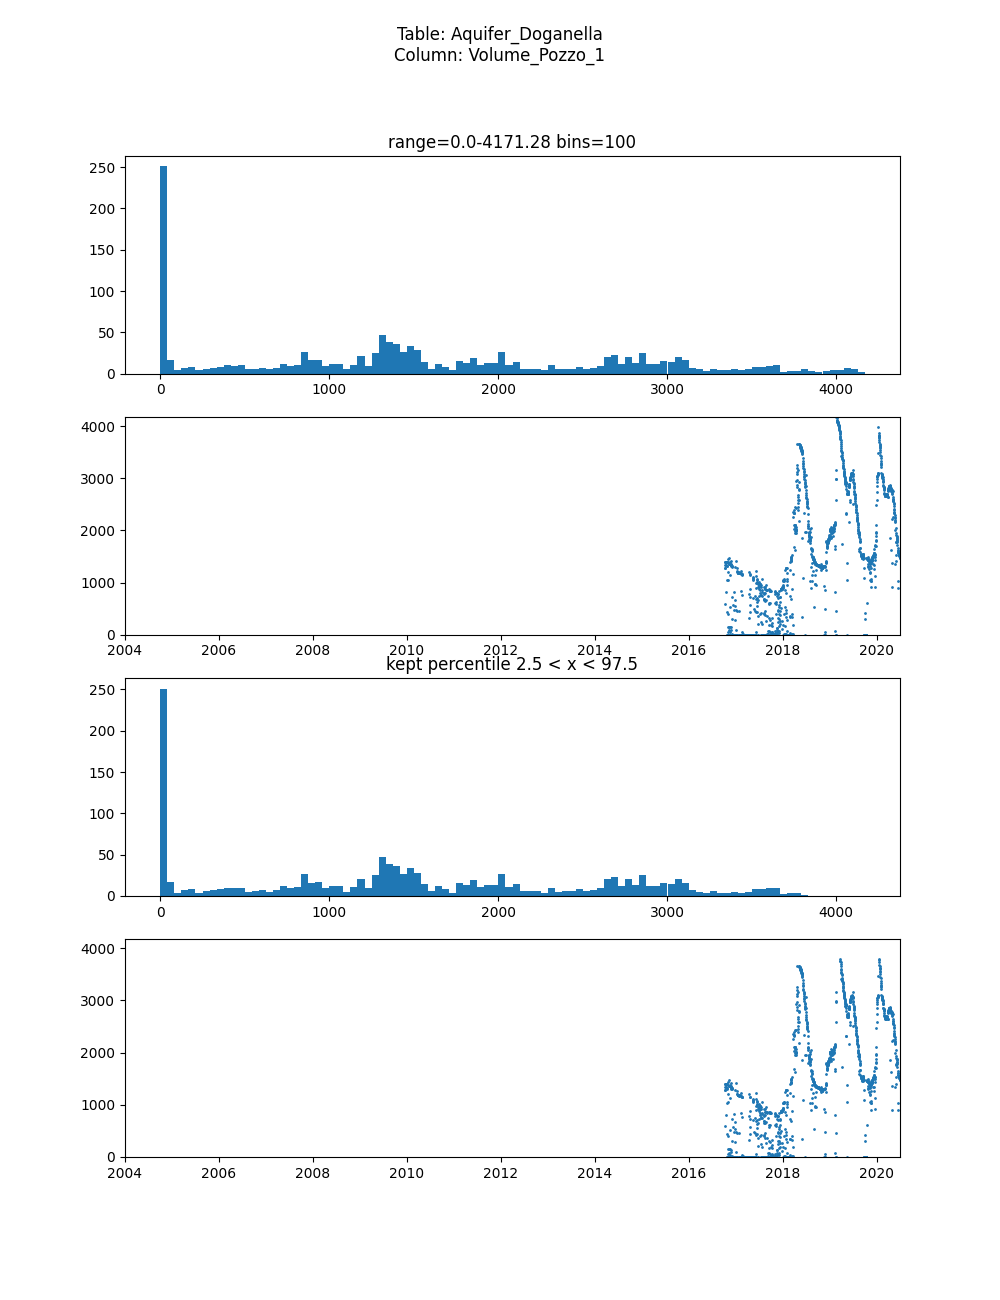 Table: Aquifer_Doganella
Column: Volume_Pozzo_1
range=0.0-4171.28 bins=100
250
200
150
100
50
0
0 1000 2000 3000 4000
4000
3000
2000
1000
0
2004 2006 2008 2010 2012 2014 2016 2018 2020
kept percentile 2.5 < x < 97.5
250
200
150
100
50
0
0 1000 2000 3000 4000
4000
3000
2000
1000
0
2004 2006 2008 2010 2012 2014 2016 2018 2020